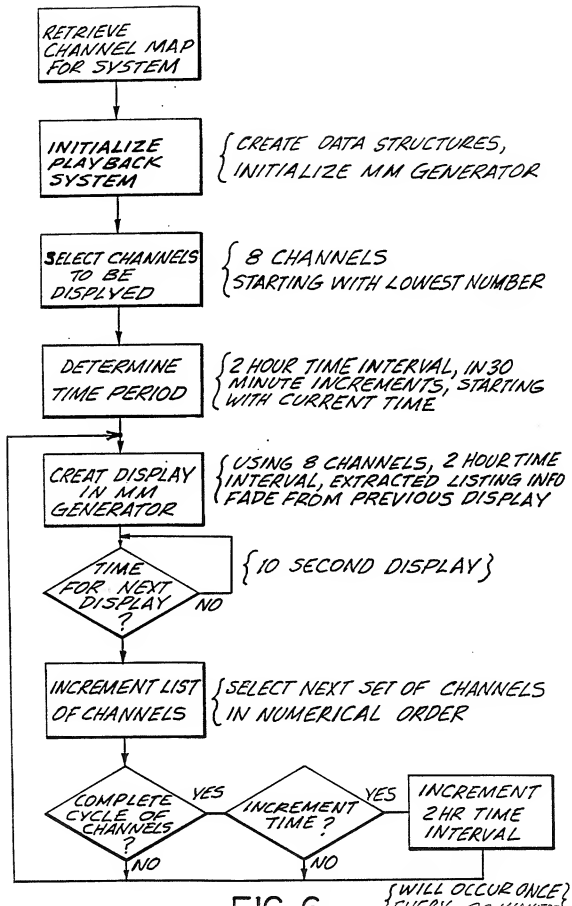 RETRIEVE
CHANNEL MAP
FOR SYSTEM
INITIALIZE
PLAYBACK
SYSTEM
{CREATE DATA STRUCTURES,
INITIALIZE MM GENERATOR
SELECT CHANNELS
TO BE
DISPLYED
{8 CHANNELS
STARTING WITH LOWEST NUMBER
DETERMINE
TIME PERIOD
{2 HOUR TIME INTERVAL, IN 30
MINUTE INCREMENTS, STARTING
WITH CURRENT TIME
CREAT DISPLAY
IN MM
GENERATOR
{USING 8 CHANNELS, 2 HOUR TIME
INTERVAL, EXTRACTED LISTING INFO
FADE FROM PREVIOUS DISPLAY
TIME
FOR NEXT
DISPLAY
?
NO
{10 SECOND DISPLAY}
INCREMENT LIST
OF CHANNELS
{SELECT NEXT SET OF CHANNELS
IN NUMERICAL ORDER
COMPLETE
CYCLE OF
CHANNELS
?
YES
NO
INCREMENT
TIME?
YES
NO
INCREMENT
2HR TIME
INTERVAL
{WILL OCCUR ONCE}